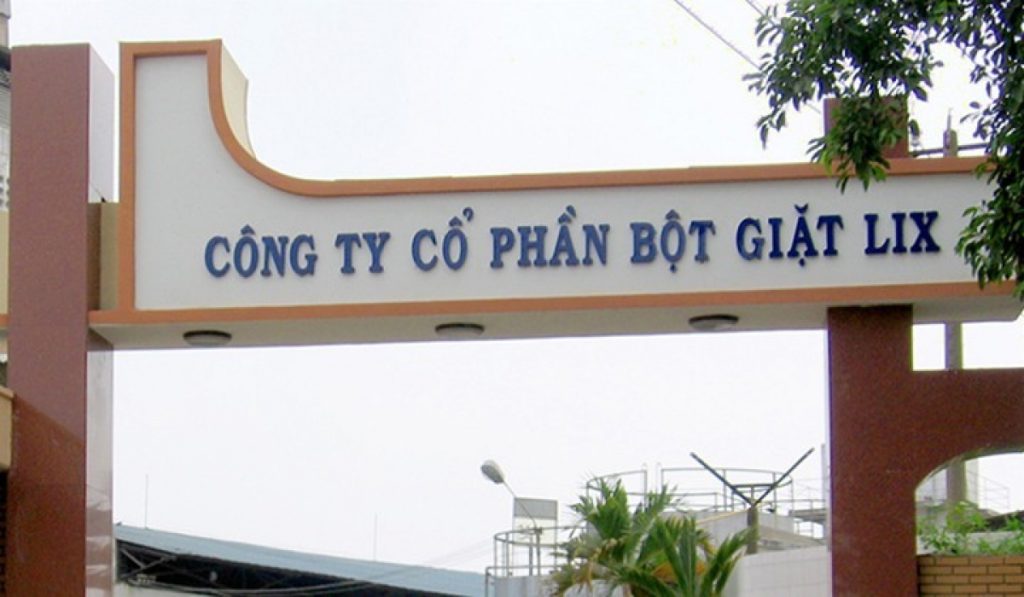 CÔNG TY CỔ PHẦN BỘT GIẶT LIX